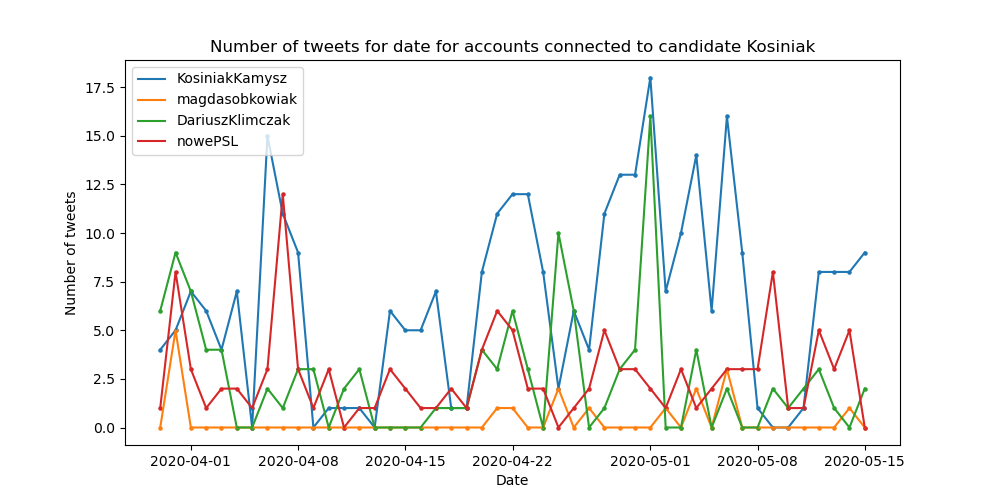 Number of tweets for date for accounts connected to candidate Kosiniak
KosiniakKamysz
magdasobkowiak
DariuszKlimczak
nowePSL
17.5
15.0
12.5
10.0
7.5
5.0
2.5
0.0
Number of tweets
2020-04-01 2020-04-08 2020-04-15 2020-04-22 2020-05-01 2020-05-08 2020-05-15
Date